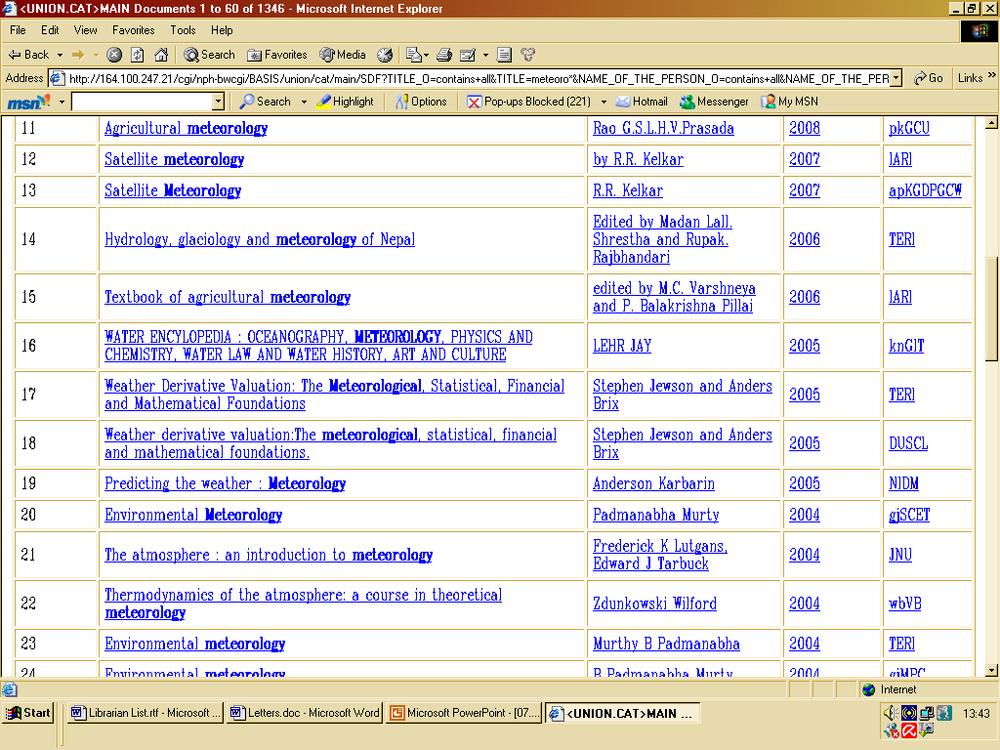 <UNION.CAT>MAIN Documents 1 to 60 of 1346 - Microsoft Internet Explorer
File Edit View Favorites Tools Help
Back Search Favorites Media
Address http://164.100.247.21/cgi/nph-bwcgi/BASIS/union/cat/main/SDF?TITLE_O=contains+all&TITLE=meteoro*&NAME_OF_THE_PERSON_O=contains+all&NAME_OF_THE_PER Go Links »
msn Search Highlight Options Pop-ups Blocked (221) Hotmail Messenger My MSN
11 Agricultural meteorology Rao G.S.L.H.V.Prasada 2008 pkGCU
12 Satellite meteorology by R.R. Kelkar 2007 IARI
13 Satellite Meteorology R.R. Kelkar 2007 apKGDPGCW
14 Hydrology, glaciology and meteorology of Nepal Edited by Madan Lall,
Shrestha and Rupak,
Rajbhandari 2006 TERI
15 Textbook of agricultural meteorology edited by M.C. Varshneya
and P. Balakrishna Pillai 2006 IARI
16 WATER ENCYLOPEDIA : OCEANOGRAPHY, METEOROLOGY, PHYSICS AND
CHEMISTRY, WATER LAW AND WATER HISTORY, ART AND CULTURE LEHR JAY 2005 knGIT
17 Weather Derivative Valuation: The Meteorological, Statistical, Financial
and Mathematical Foundations Stephen Jewson and Anders
Brix 2005 TERI
18 Weather derivative valuation:The meteorological, statistical, financial
and mathematical foundations. Stephen Jewson and Anders
Brix 2005 DUSCL
19 Predicting the weather : Meteorology Anderson Karbarin 2005 NIDM
20 Environmental Meteorology Padmanabha Murty 2004 gjSCET
21 The atmosphere : an introduction to meteorology Frederick K Lutgans,
Edward J Tarbuck 2004 JNU
22 Thermodynamics of the atmosphere: a course in theoretical
meteorology Zdunkowski Wilford 2004 wbVB
23 Environmental meteorology Murthy B Padmanabha 2004 TERI
24 Environmental meteorology B Padmanabha Murty 2004 gjMPC
Internet
Start Librarian List.rtf - Microsoft ... Letters.doc - Microsoft Word Microsoft PowerPoint - [07.... <UNION.CAT>MAIN ... 13:43